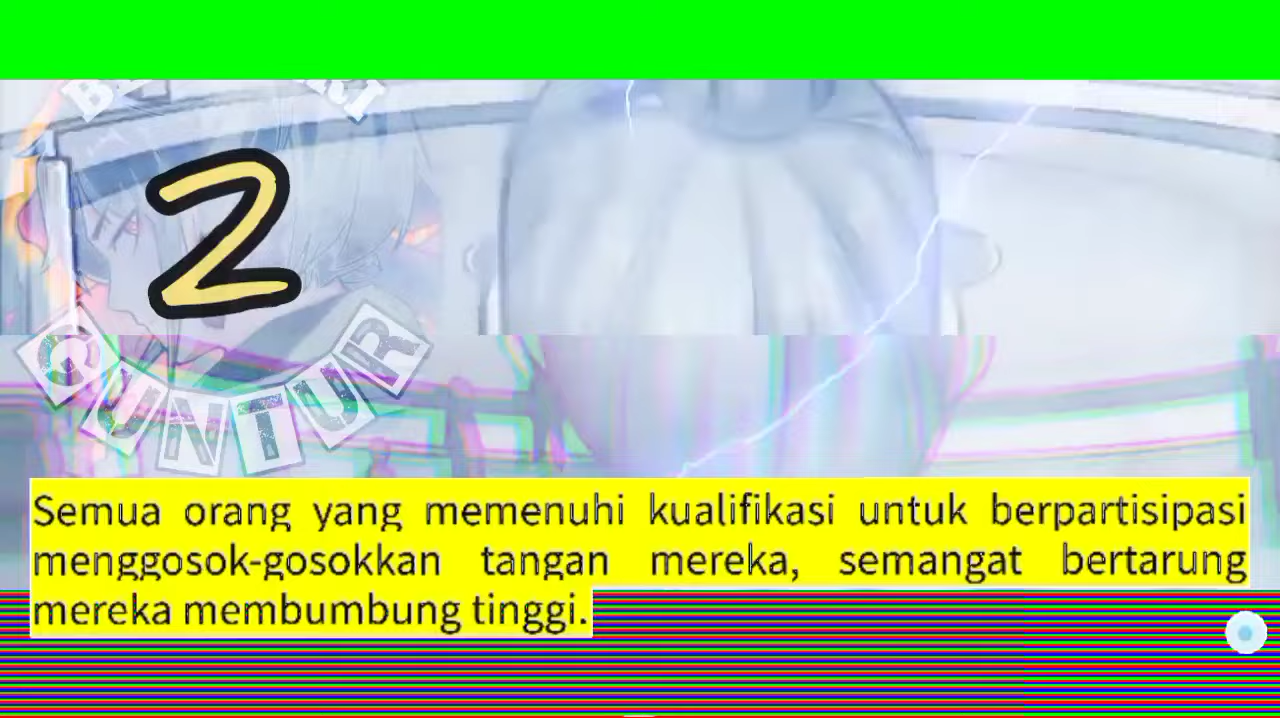 2
GUNTUR
Semua orang yang memenuhi kualifikasi untuk berpartisipasi
menggosok-gosokkan tangan mereka, semangat bertarung
mereka membumbung tinggi.